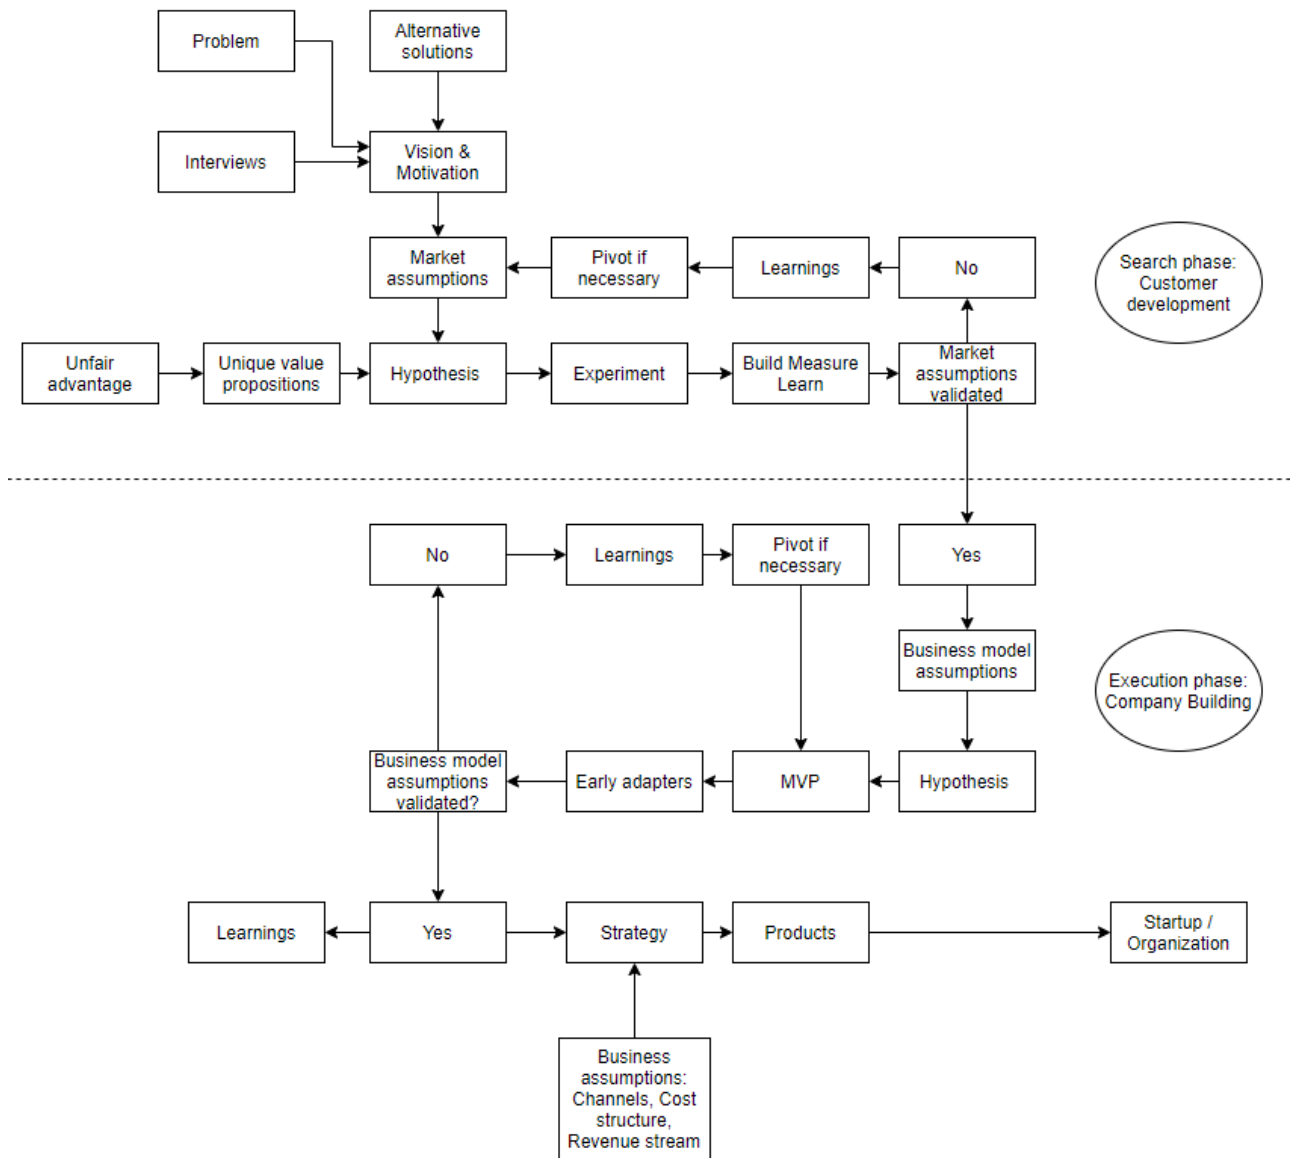 Problem
Alternative
solutions
Interviews
Vision &
Motivation
Market
assumptions
Pivot if
necessary
Learnings
No
Search phase:
Customer
development
Unfair
advantage
Unique value
propositions
Hypothesis
Experiment
Build Measure
Learn
Market
assumptions
validated
No
Learnings
Pivot if
necessary
Yes
Business model
assumptions
Execution phase:
Company Building
Business model
assumptions
validated?
Early adapters
MVP
Hypothesis
Learnings
Yes
Strategy
Products
Startup /
Organization
Business
assumptions:
Channels, Cost
structure,
Revenue stream